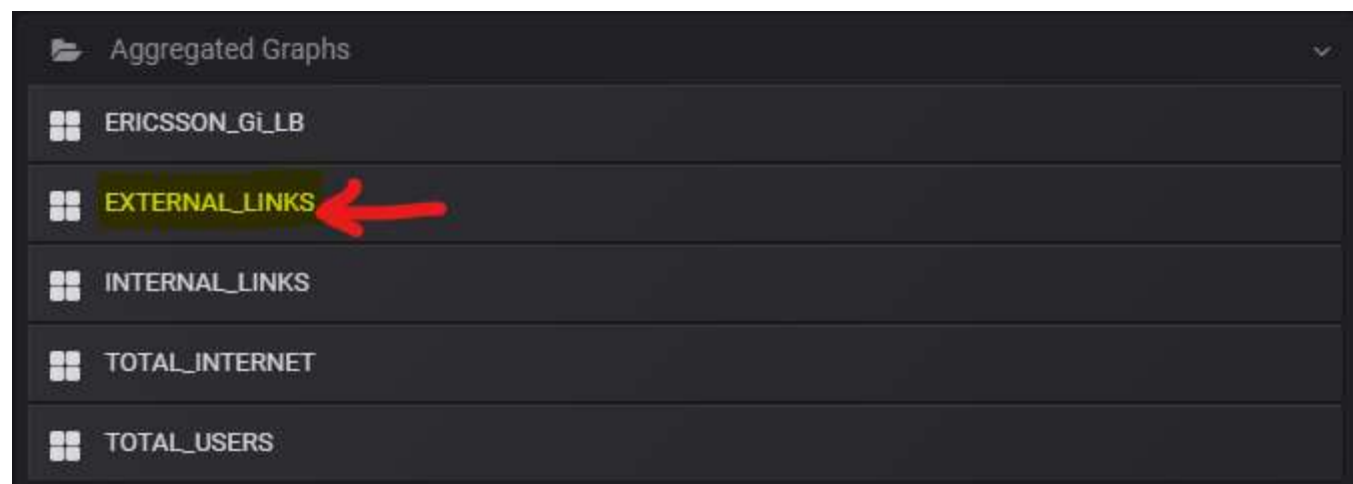 Aggregated Graphs
ERICSSON_Gi_LB
EXTERNAL_LINKS
INTERNAL_LINKS
TOTAL_INTERNET
TOTAL_USERS